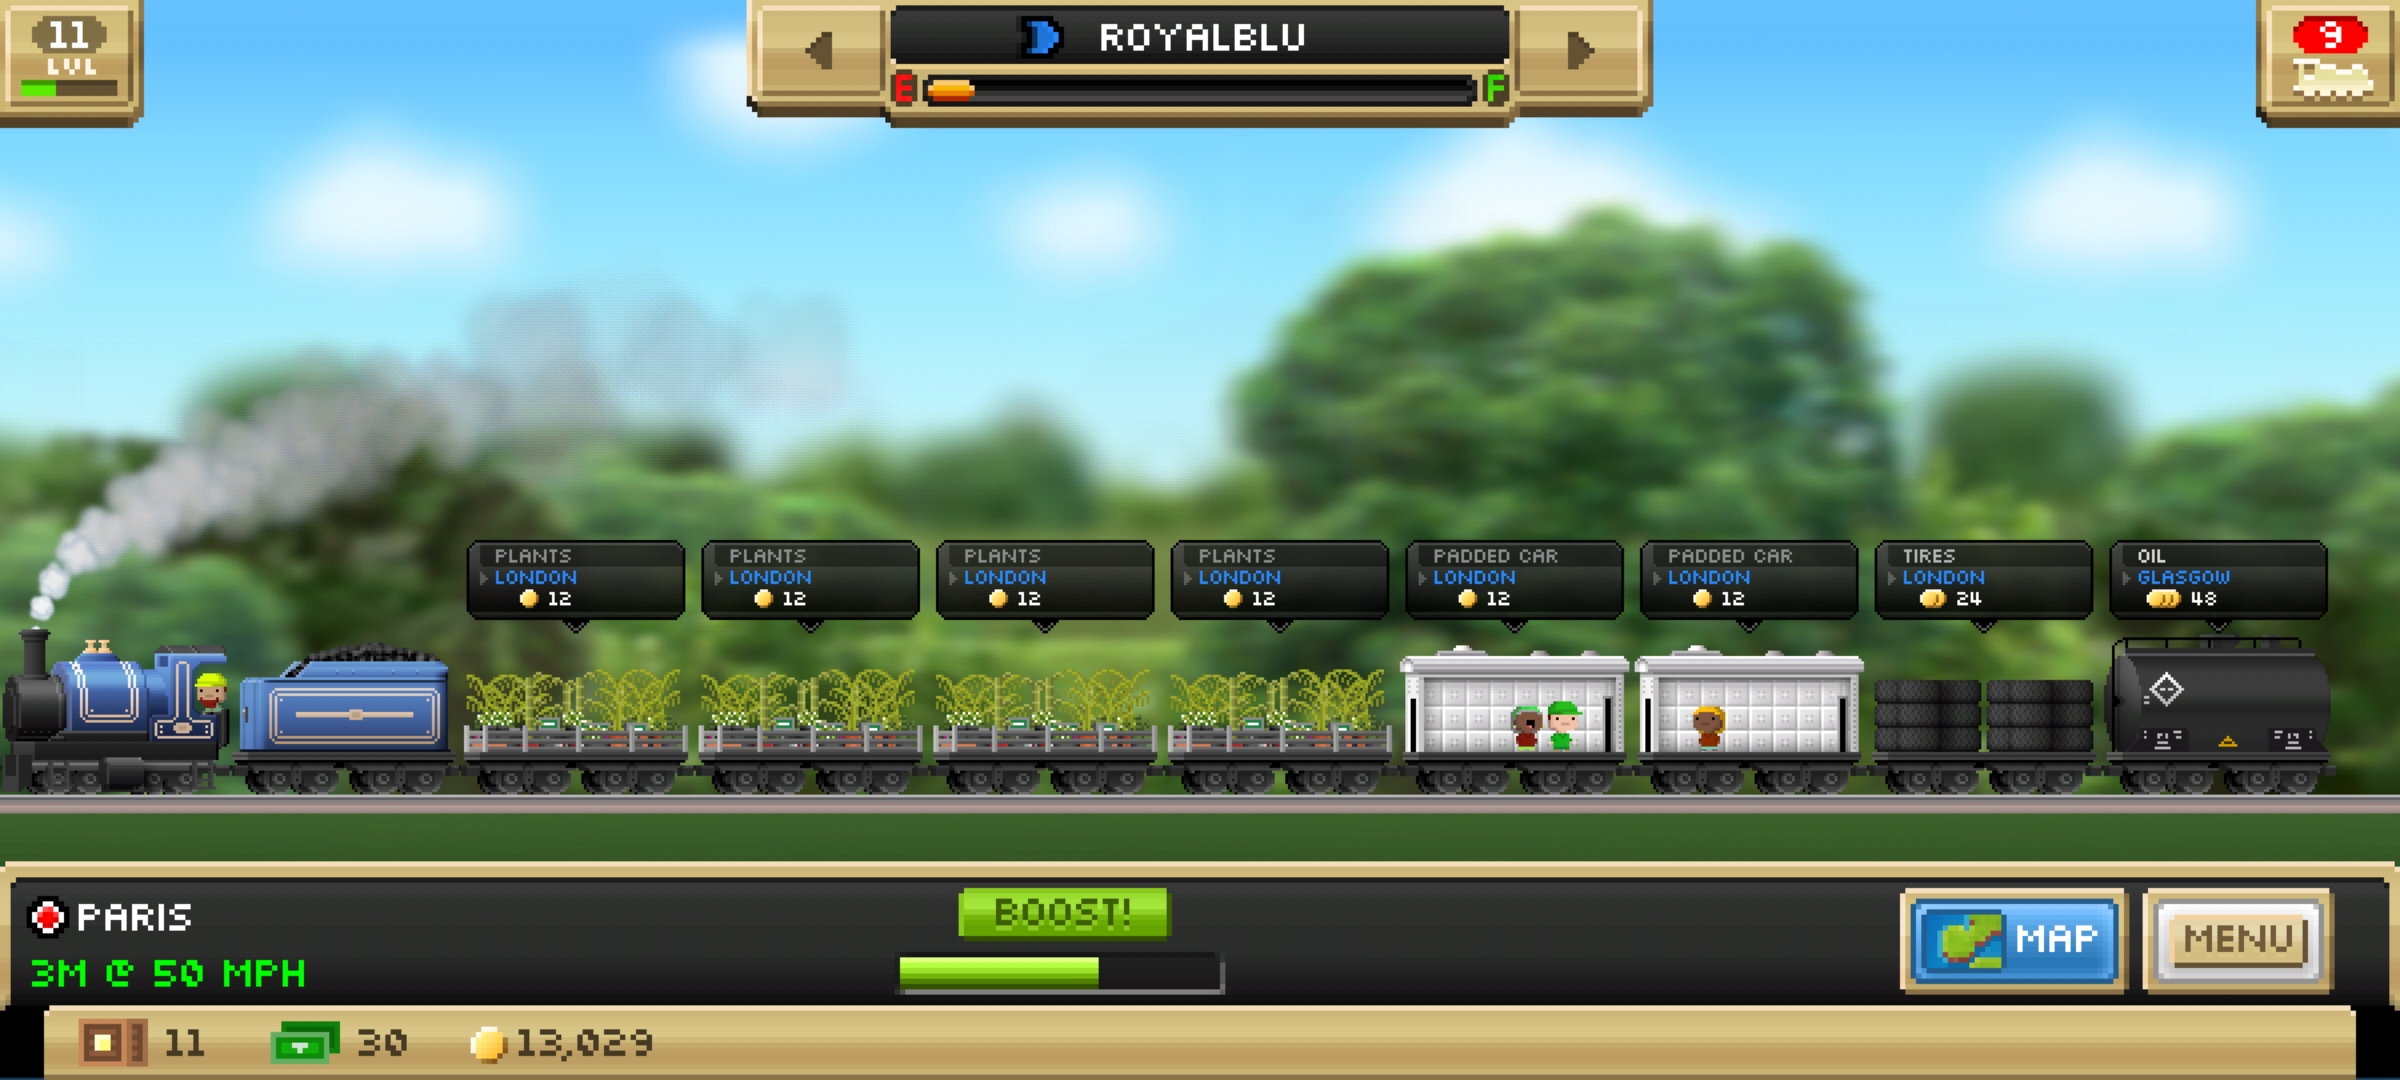 11
LVL
ROYALBLU
E F
9
PLANTS
LONDON
12
PLANTS
LONDON
12
PLANTS
LONDON
12
PLANTS
LONDON
12
PADDED CAR
LONDON
12
PADDED CAR
LONDON
12
TIRES
LONDON
24
OIL
GLASGOW
48
PARIS
3M @ 50 MPH
BOOST!
MAP
MENU
11
30
13,029